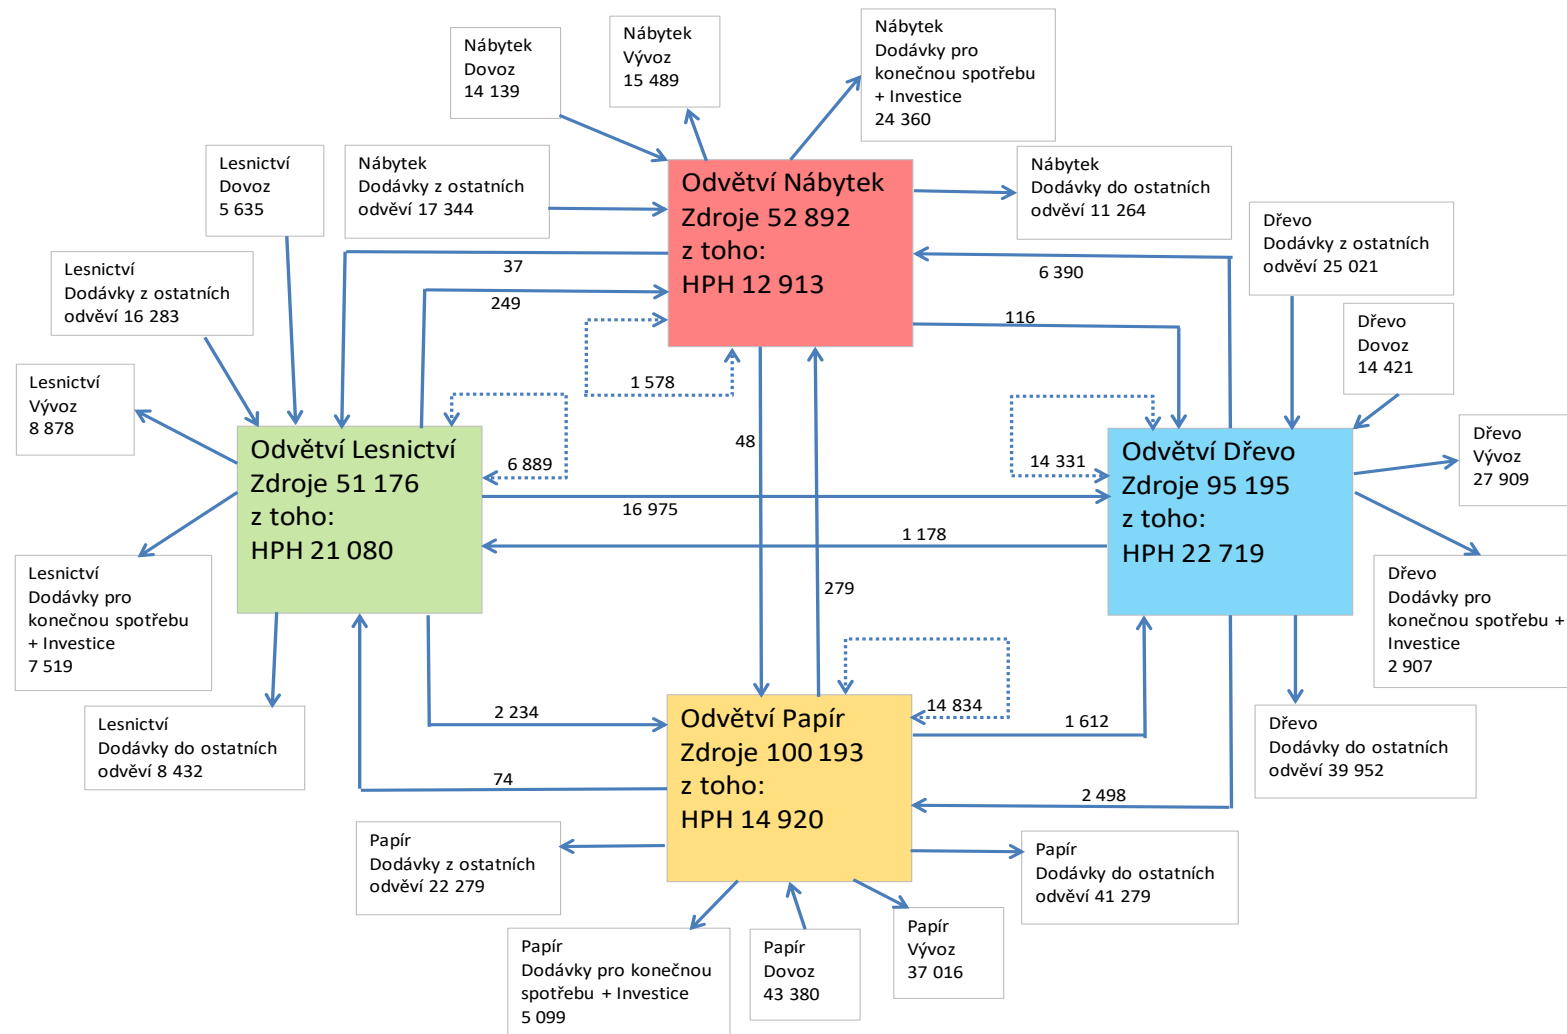 Nábytek
Dovoz
14 139
Nábytek
Vývoz
15 489
Nábytek
Dodávky pro
konečnou spotřebu
+ Investice
24 360
Lesnictví
Dovoz
5 635
Nábytek
Dodávky z ostatních
odvěví 17 344
Odvětví Nábytek
Zdroje 52 892
z toho:
HPH 12 913
Nábytek
Dodávky do ostatních
odvěví 11 264
Dřevo
Dodávky z ostatních
odvěví 25 021
Lesnictví
Dodávky z ostatních
odvěví 16 283
37
249
6 390
116
Dřevo
Dovoz
14 421
Lesnictví
Vývoz
8 878
1 578
48
Odvětví Lesnictví
Zdroje 51 176
z toho:
HPH 21 080
6 889
14 331
16 975
1 178
279
Odvětví Dřevo
Zdroje 95 195
z toho:
HPH 22 719
Dřevo
Vývoz
27 909
Lesnictví
Dodávky pro
konečnou spotřebu
+ Investice
7 519
Dřevo
Dodávky pro
konečnou spotřebu +
Investice
2 907
Lesnictví
Dodávky do ostatních
odvěví 8 432
2 234
74
Odvětví Papír
Zdroje 100 193
z toho:
HPH 14 920
14 834
1 612
2 498
Dřevo
Dodávky do ostatních
odvěví 39 952
Papír
Dodávky z ostatních
odvěví 22 279
Papír
Dodávky do ostatních
odvěví 41 279
Papír
Dodávky pro konečnou
spotřebu + Investice
5 099
Papír
Dovoz
43 380
Papír
Vývoz
37 016